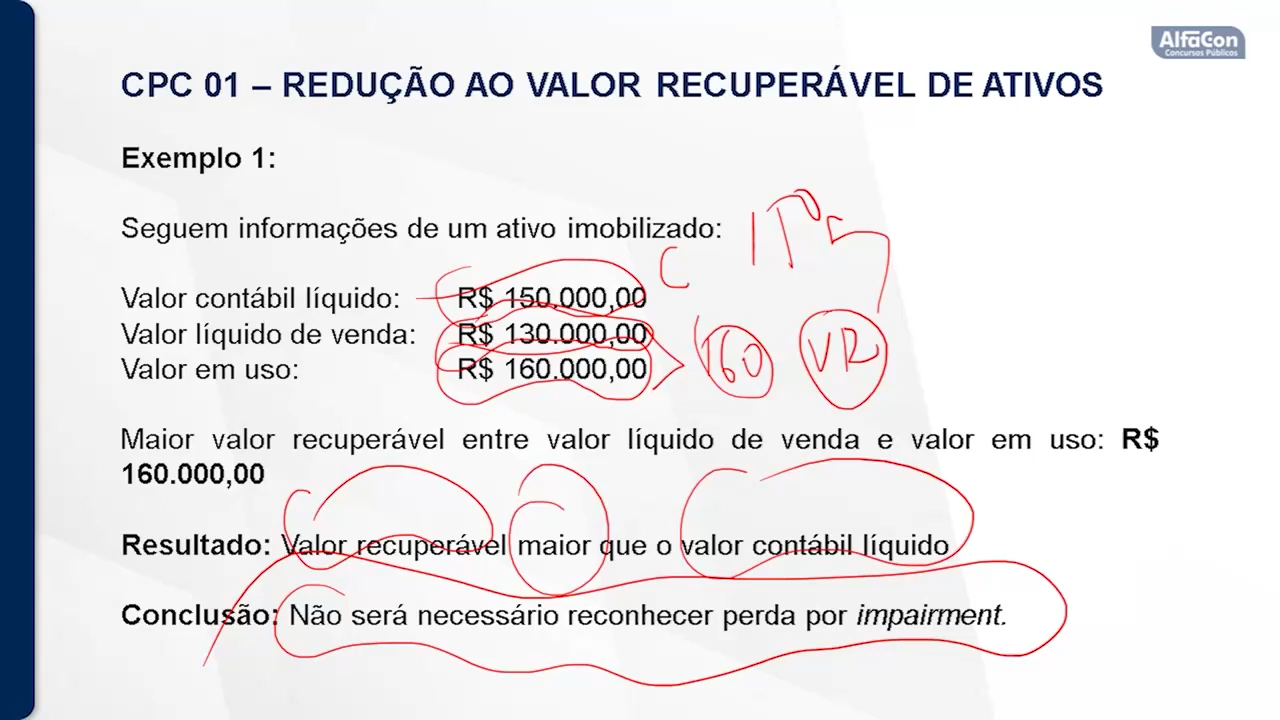 AlfaCon
Concursos Públicos
CPC 01 – REDUÇÃO AO VALOR RECUPERÁVEL DE ATIVOS
Exemplo 1:
Seguem informações de um ativo imobilizado:
Valor contábil líquido: R$ 150.000,00
Valor líquido de venda: R$ 130.000,00
Valor em uso: R$ 160.000,00
160 VR
Maior valor recuperável entre valor líquido de venda e valor em uso: R$
160.000,00
Resultado: Valor recuperável maior que o valor contábil líquido
Conclusão: Não será necessário reconhecer perda por impairment.